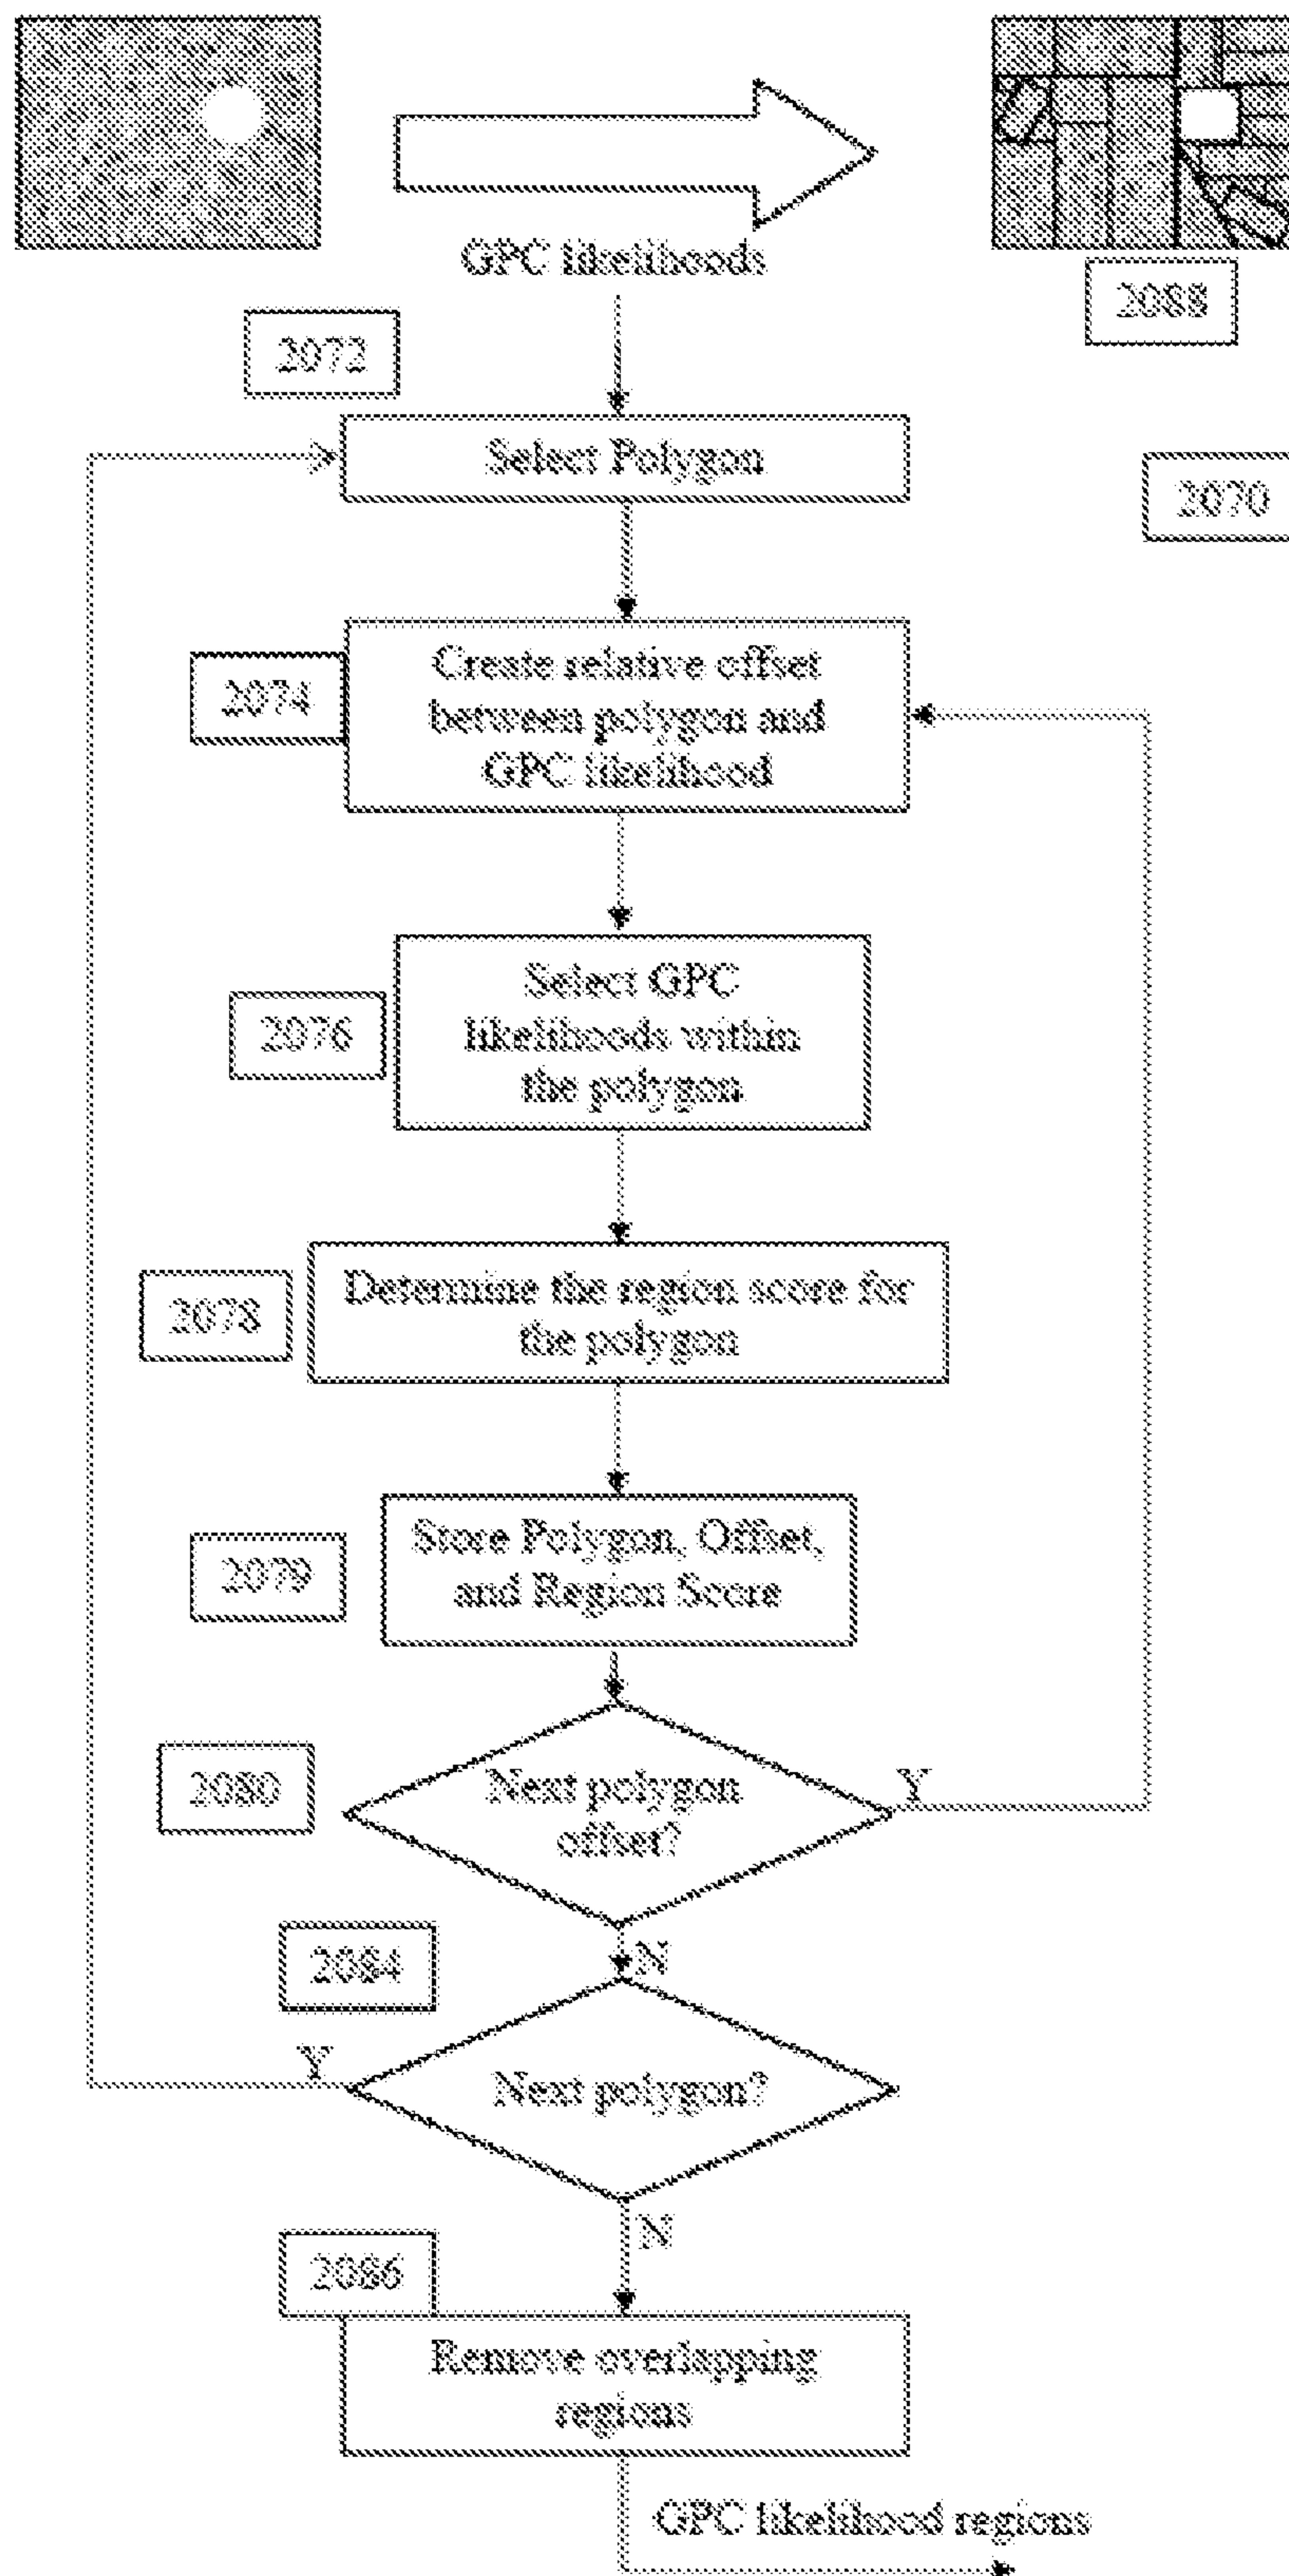 GPC likelihoods
2088
2072
Select Polygon
2070
2074
Create relative offset
between polygon and
GPC likelihood
2076
Select GPC
likelihoods within
the polygon
2078
Determine the region score for
the polygon
2079
Store Polygon, Offset,
and Region Score
2080
Next polygon
offset?
Y
N
2084
Y
Next polygon?
N
2086
Remove overlapping
regions
GPC likelihood regions